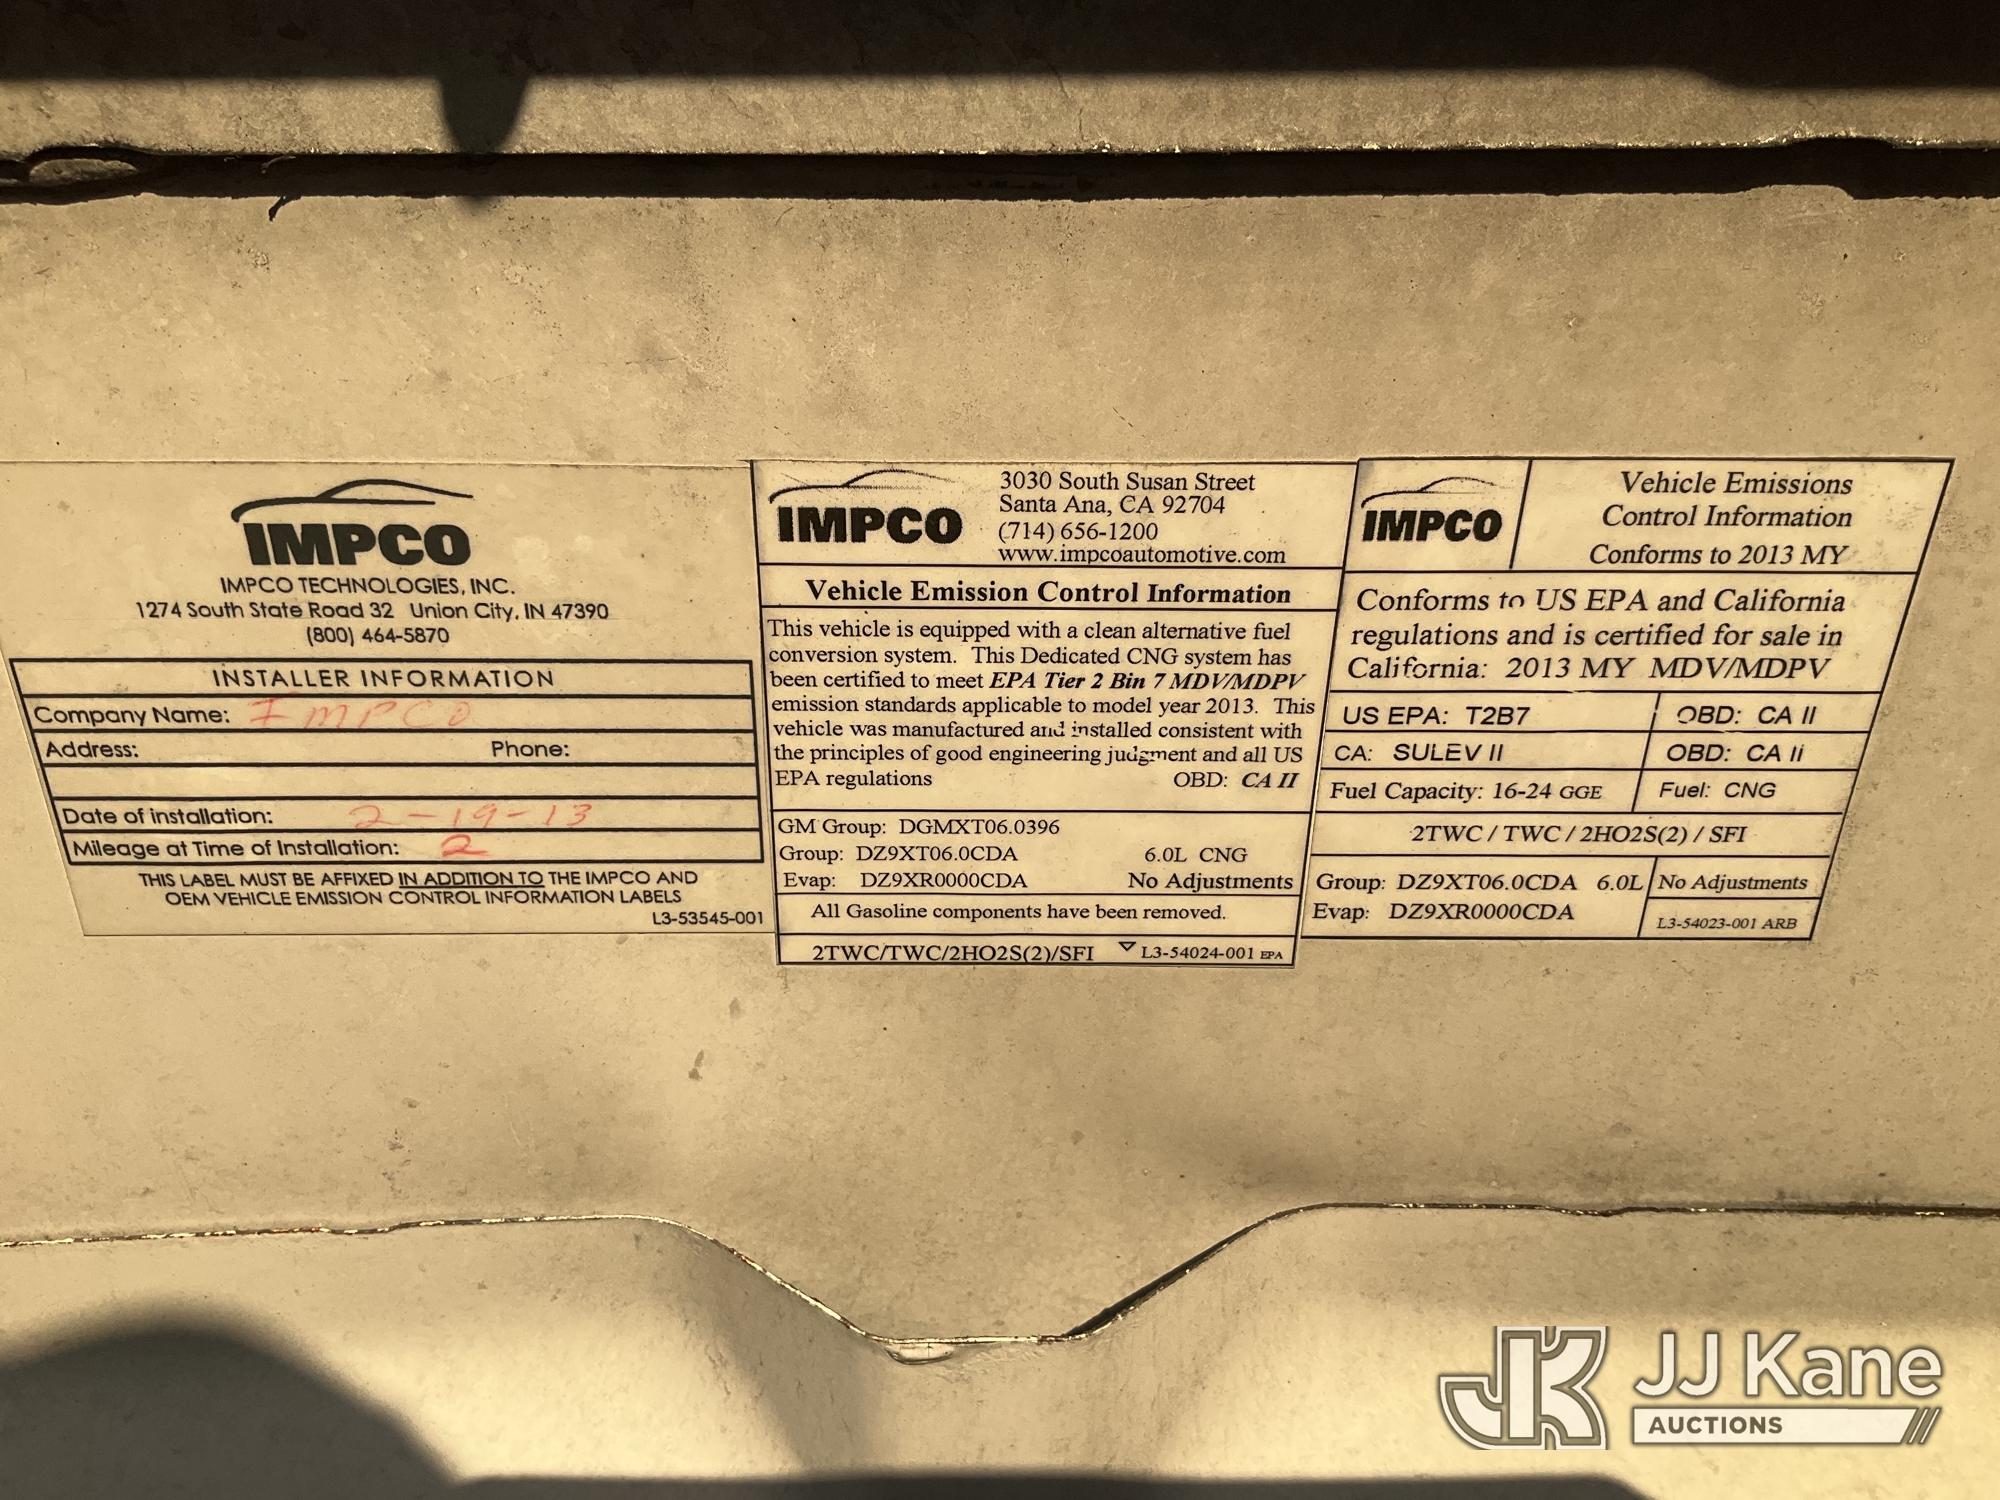 IMPCO
IMPCO TECHNOLOGIES, INC.
1274 South State Road 32 Union City, IN 47390
(800) 464-5870
INSTALLER INFORMATION
Company Name: IMPCO
Address: Phone:
Date of installation: 2-19-13
Mileage at Time of Installation: 2
THIS LABEL MUST BE AFFIXED IN ADDITION TO THE IMPCO AND
OEM VEHICLE EMISSION CONTROL INFORMATION LABELS
L3-53545-001
IMPCO
3030 South Susan Street
Santa Ana, CA 92704
(714) 656-1200
www.impcoautomotive.com
Vehicle Emission Control Information
This vehicle is equipped with a clean alternative fuel
conversion system. This Dedicated CNG system has
been certified to meet EPA Tier 2 Bin 7 MDV/MDPV
emission standards applicable to model year 2013. This
vehicle was manufactured and installed consistent with
the principles of good engineering judgment and all US
EPA regulations OBD: CA II
GM Group: DGMXT06.0396
Group: DZ9XT06.0CDA 6.0L CNG
Evap: DZ9XR0000CDA No Adjustments
All Gasoline components have been removed.
2TWC/TWC/2HO2S(2)/SFI L3-54024-001 EPA
IMPCO
Vehicle Emissions
Control Information
Conforms to 2013 MY
Conforms to US EPA and California
regulations and is certified for sale in
California: 2013 MY MDV/MDPV
US EPA: T2B7 OBD: CA II
CA: SULEV II OBD: CA II
Fuel Capacity: 16-24 GGE Fuel: CNG
2TWC / TWC / 2HO2S(2) / SFI
Group: DZ9XT06.0CDA 6.0L No Adjustments
Evap: DZ9XR0000CDA L3-54023-001 ARB
JK JJ Kane
AUCTIONS